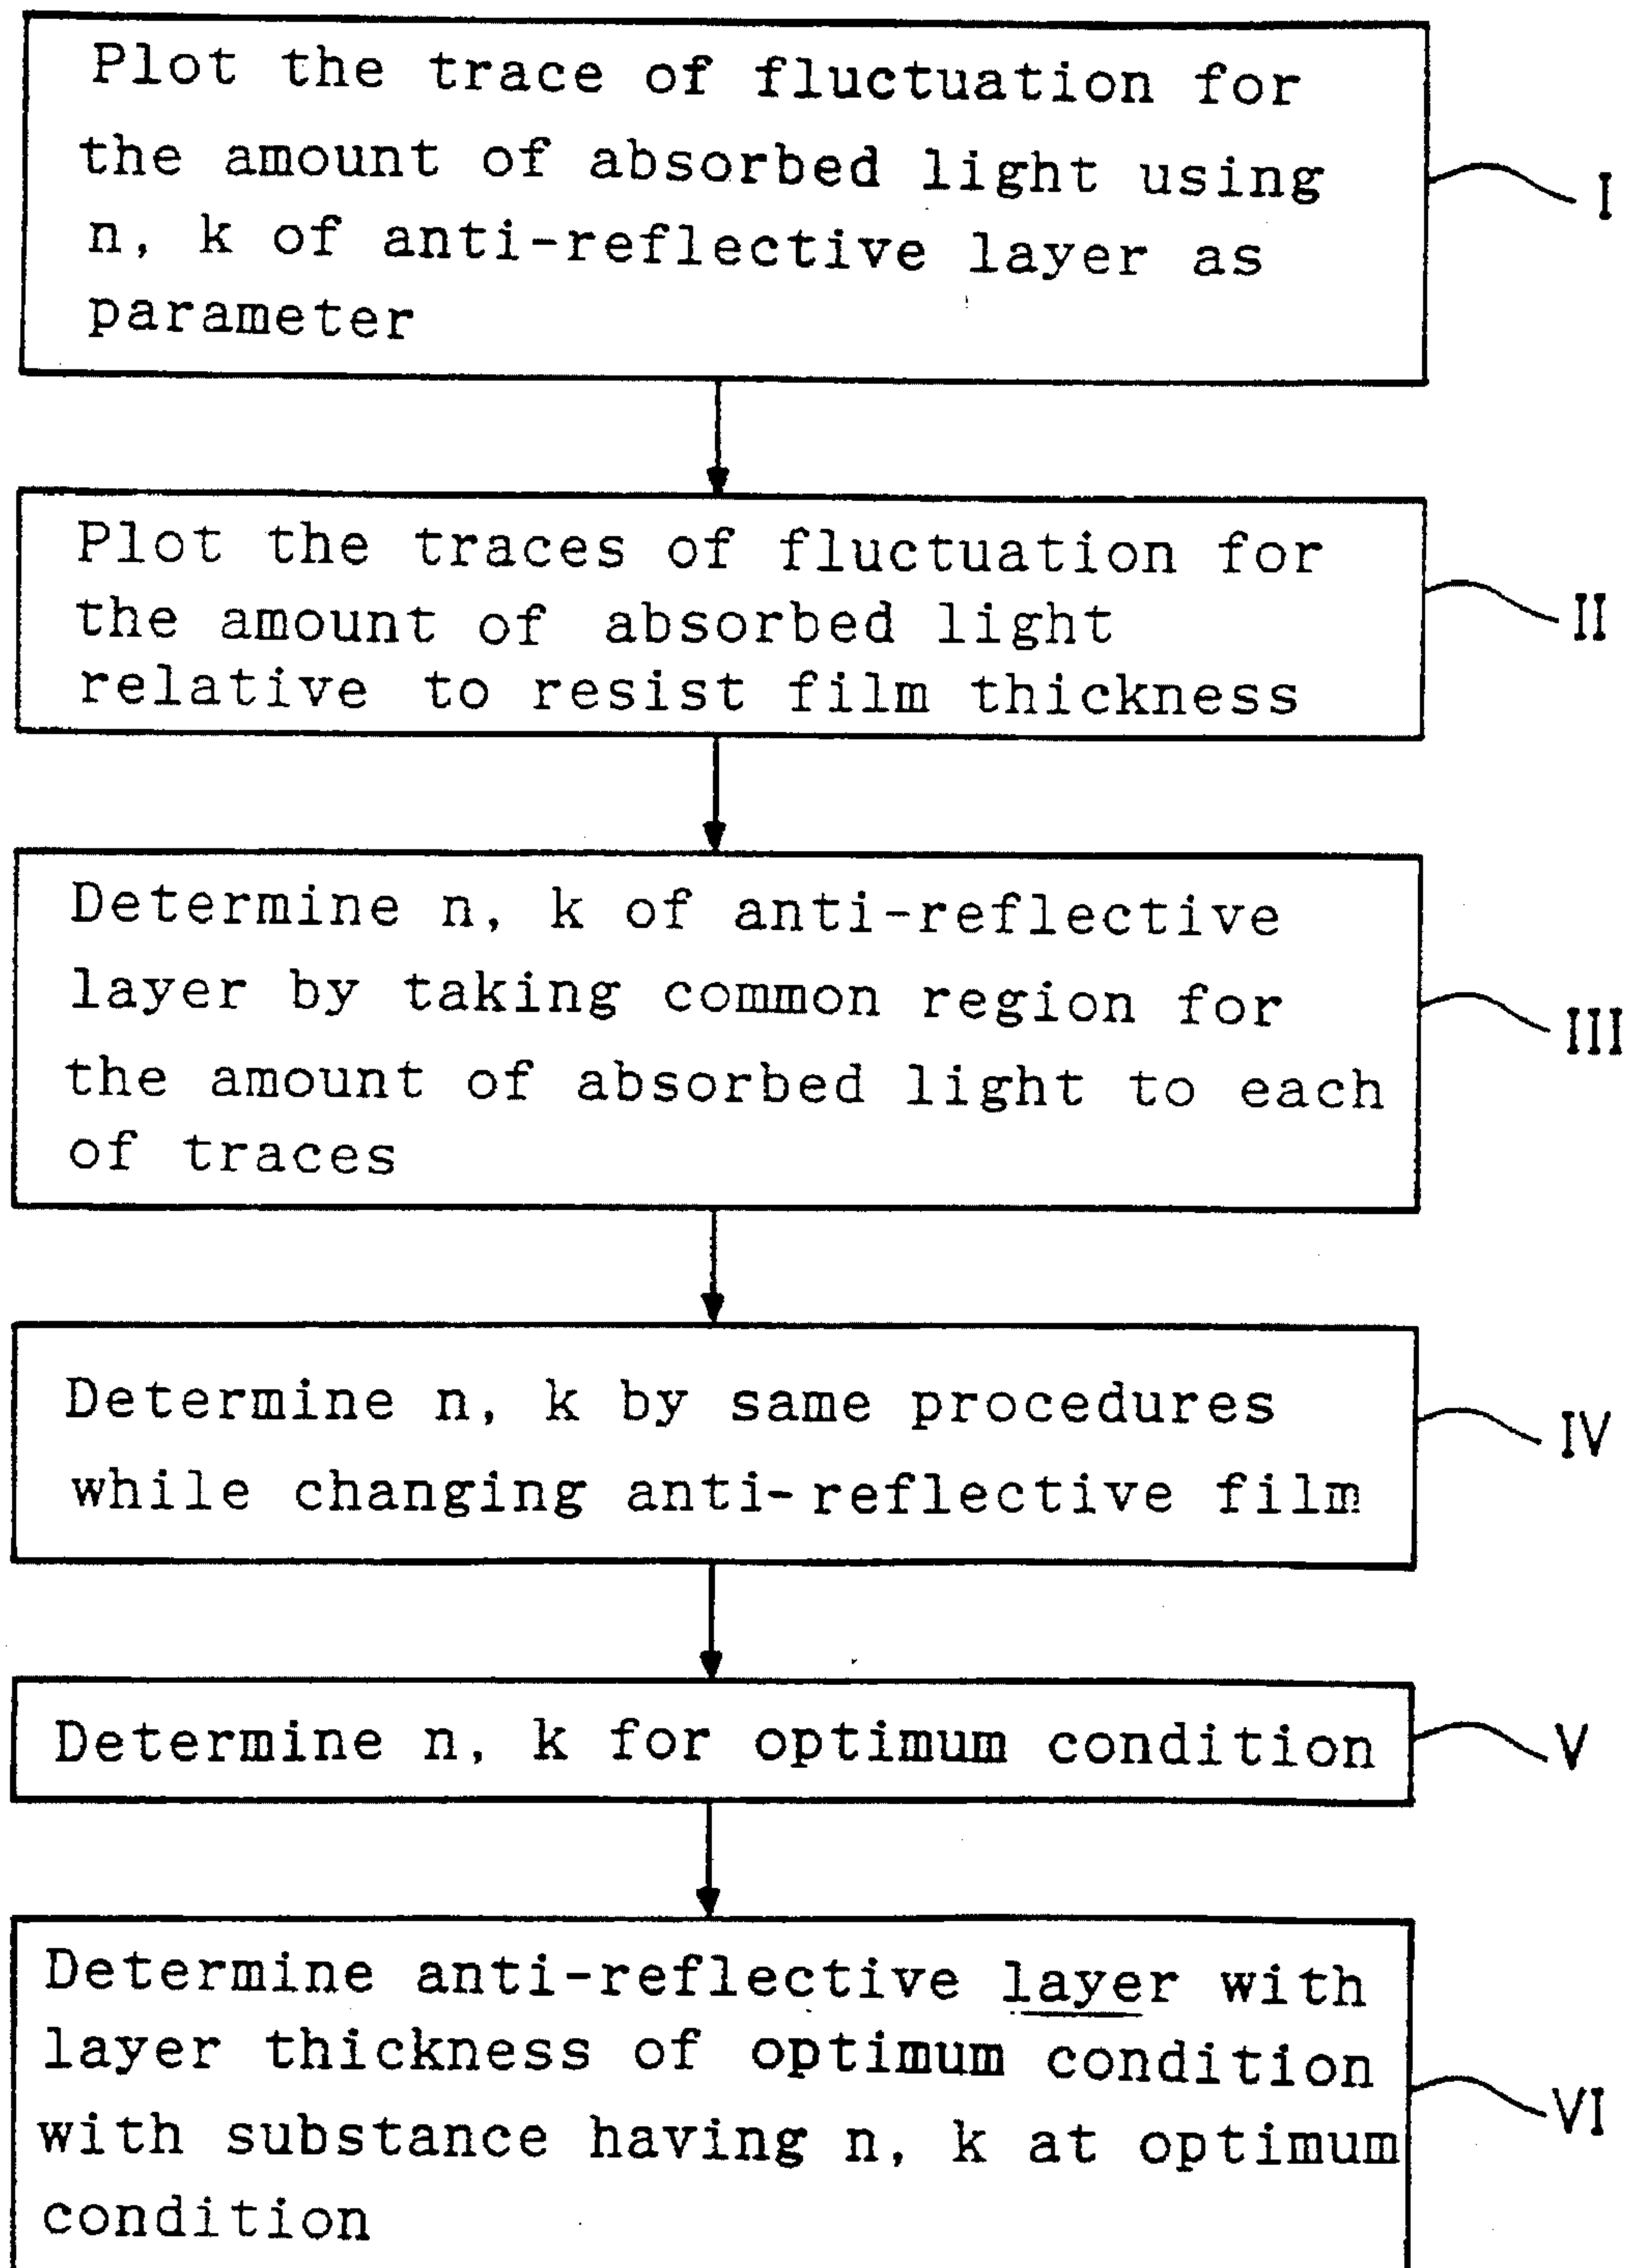 Plot the trace of fluctuation for
the amount of absorbed light using
n, k of anti-reflective layer as
parameter
I
Plot the traces of fluctuation for
the amount of absorbed light
relative to resist film thickness
II
Determine n, k of anti-reflective
layer by taking common region for
the amount of absorbed light to each
of traces
III
Determine n, k by same procedures
while changing anti-reflective film
IV
Determine n, k for optimum condition
V
Determine anti-reflective layer with
layer thickness of optimum condition
with substance having n, k at optimum
condition
VI